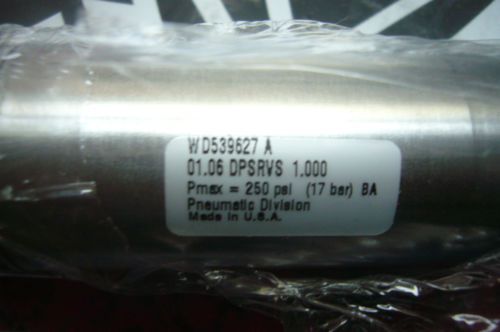 WD539627 A
01.06 DPSRVS 1.000
Pmax = 250 psi (17 bar) BA
Pneumatic Division
Made in U.S.A.